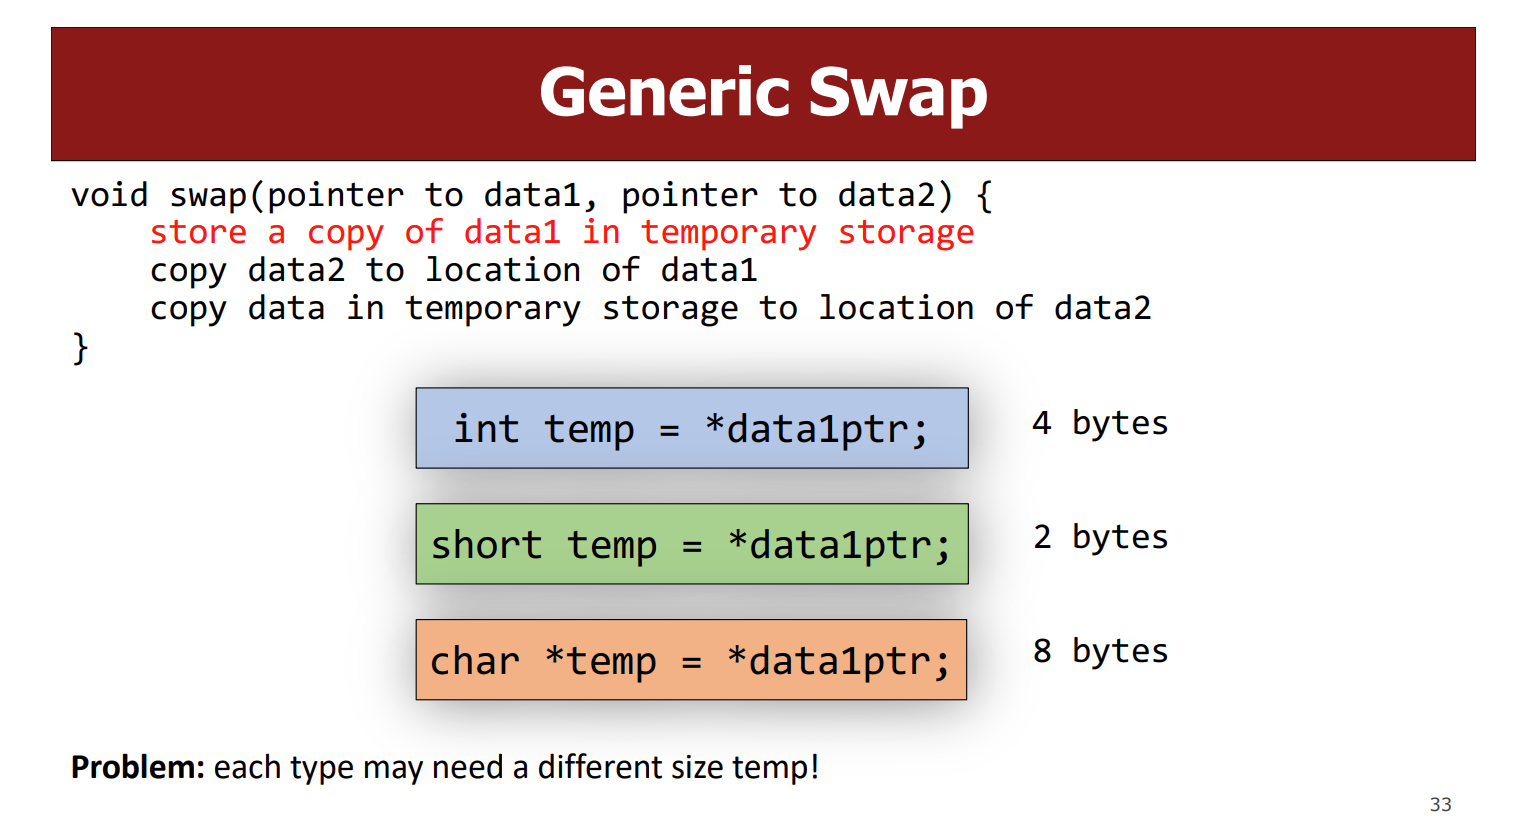 Generic Swap
void swap(pointer to data1, pointer to data2) {
    store a copy of data1 in temporary storage
    copy data2 to location of data1
    copy data in temporary storage to location of data2
}
int temp = *data1ptr;
4 bytes
short temp = *data1ptr;
2 bytes
char *temp = *data1ptr;
8 bytes
Problem: each type may need a different size temp!
33